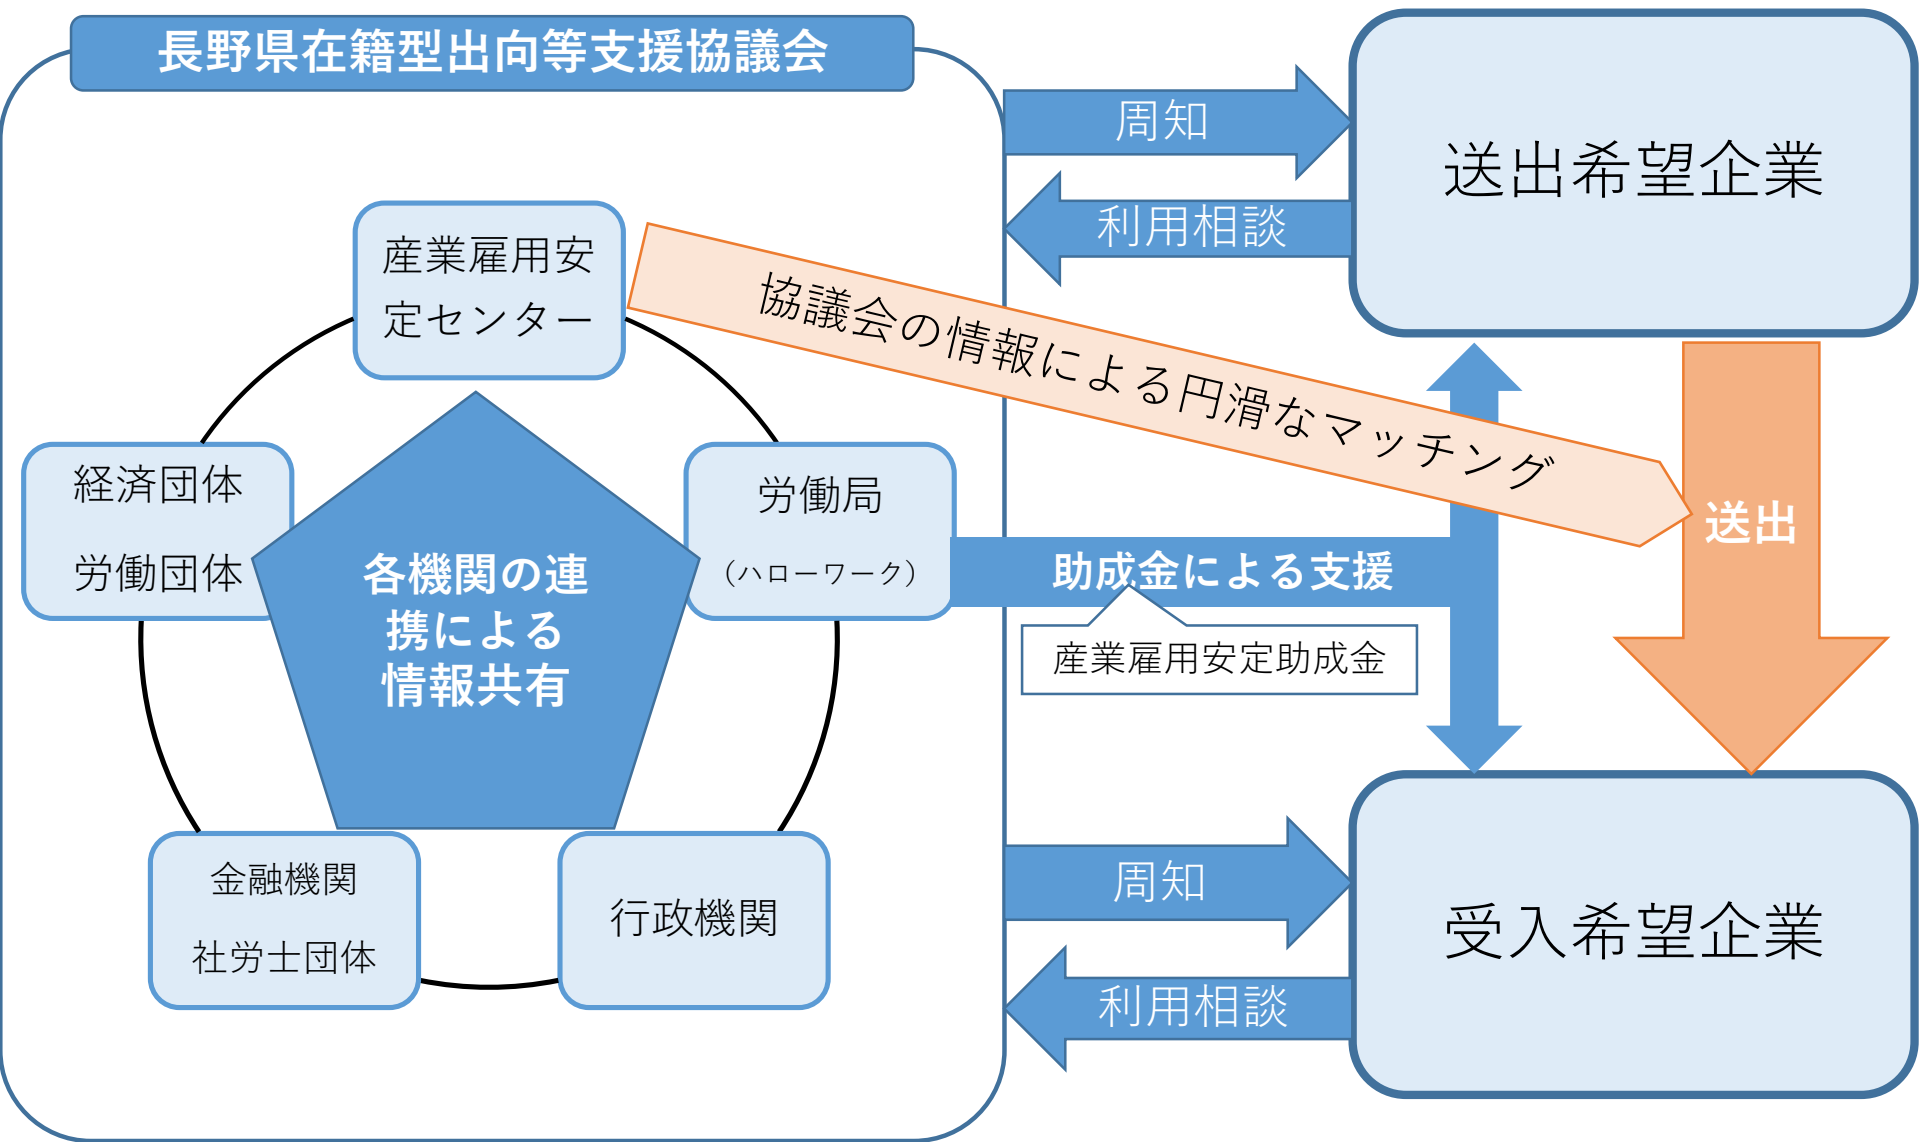 長野県在籍型出向等支援協議会
周知
利用相談
送出希望企業
産業雇用安
定センター
協議会の情報による円滑なマッチング
経済団体
労働団体
労働局
（ハローワーク）
各機関の連
携による
情報共有
助成金による支援
産業雇用安定助成金
送出
金融機関
社労士団体
行政機関
周知
利用相談
受入希望企業